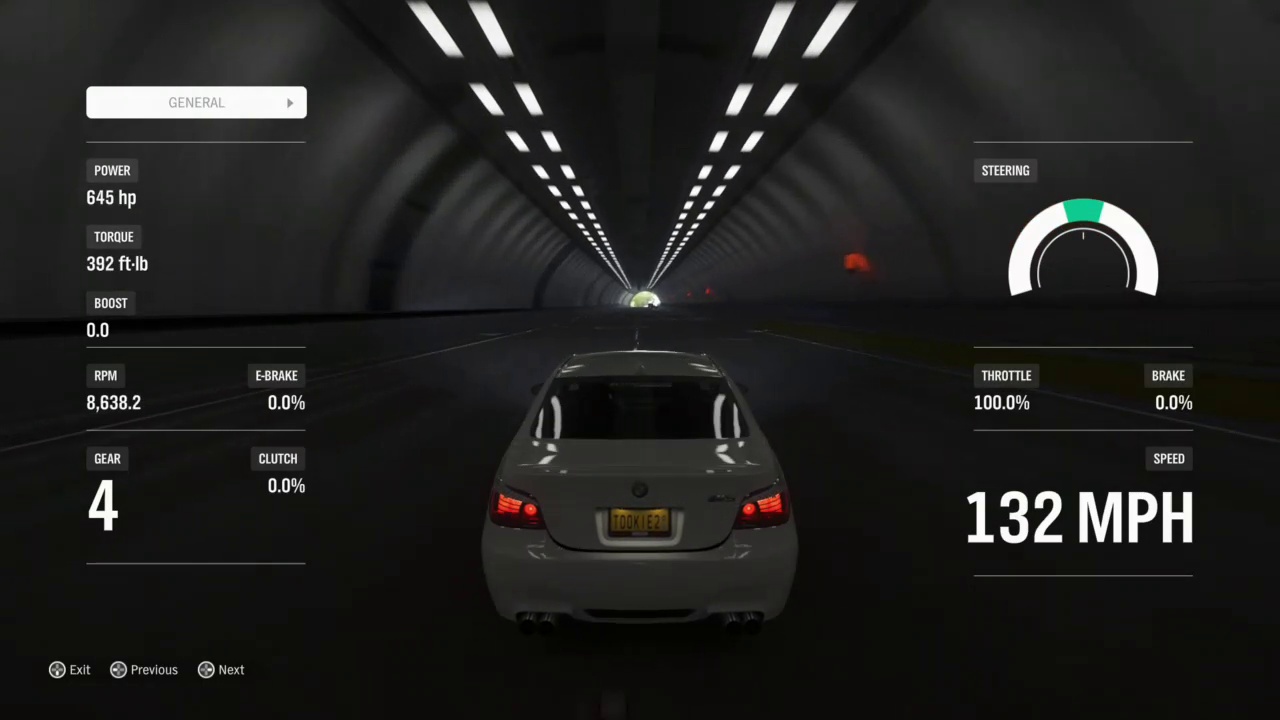 GENERAL
POWER
645 hp
TORQUE
392 ft·lb
BOOST
0.0
RPM
E-BRAKE
8,638.2
0.0%
GEAR
CLUTCH
4
0.0%
STEERING
THROTTLE
BRAKE
100.0%
0.0%
SPEED
132 MPH
TOOKIE2
Exit
Previous
Next